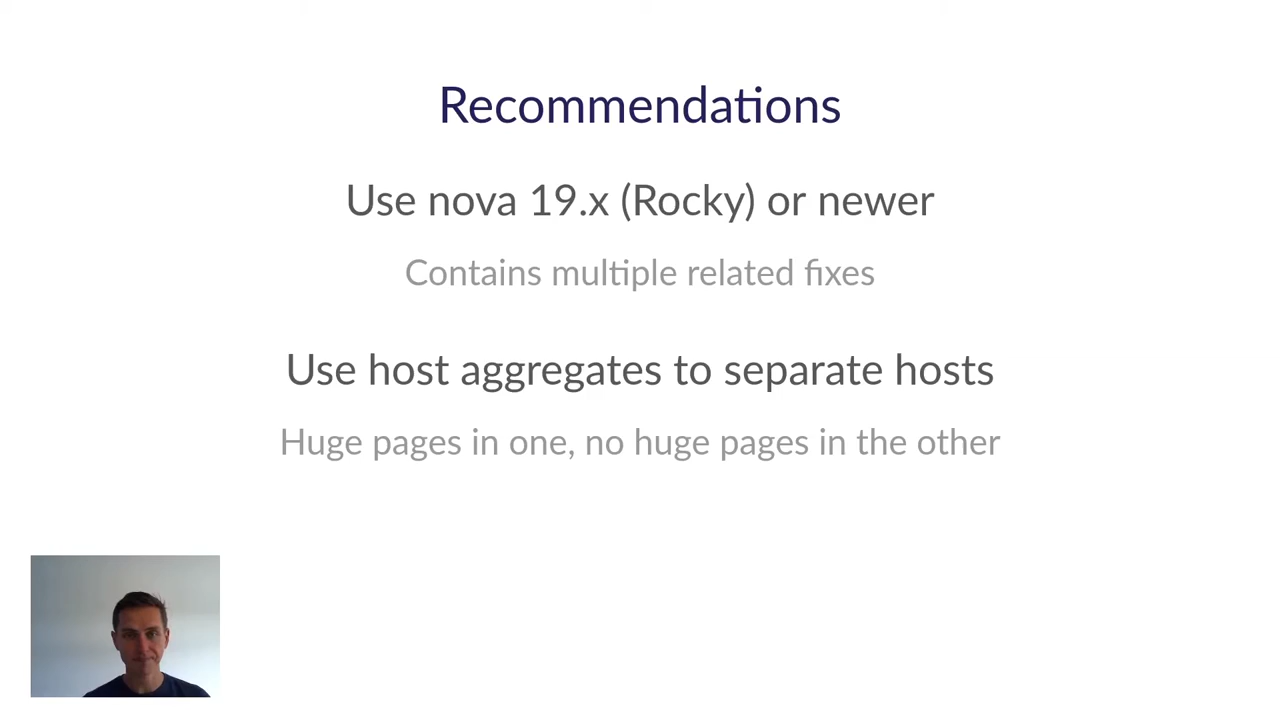 Recommendations
Use nova 19.x (Rocky) or newer
Contains multiple related fixes
Use host aggregates to separate hosts
Huge pages in one, no huge pages in the other